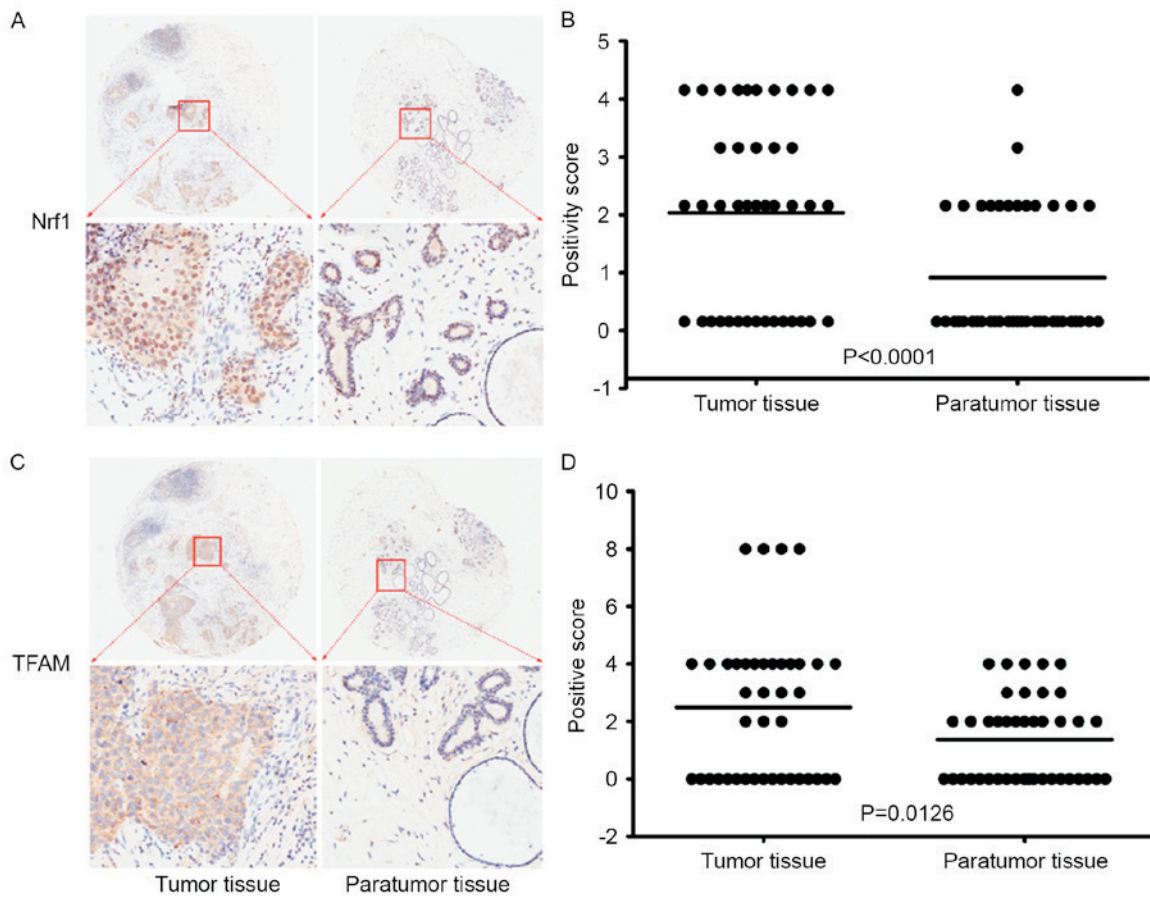 A
Nrf1
B
5
4
3
2
1
0
-1
Positivity score
P<0.0001
Tumor tissue Paratumor tissue
C
TFAM
Tumor tissue Paratumor tissue
D
10
8
6
4
2
0
-2
Positive score
P=0.0126
Tumor tissue Paratumor tissue